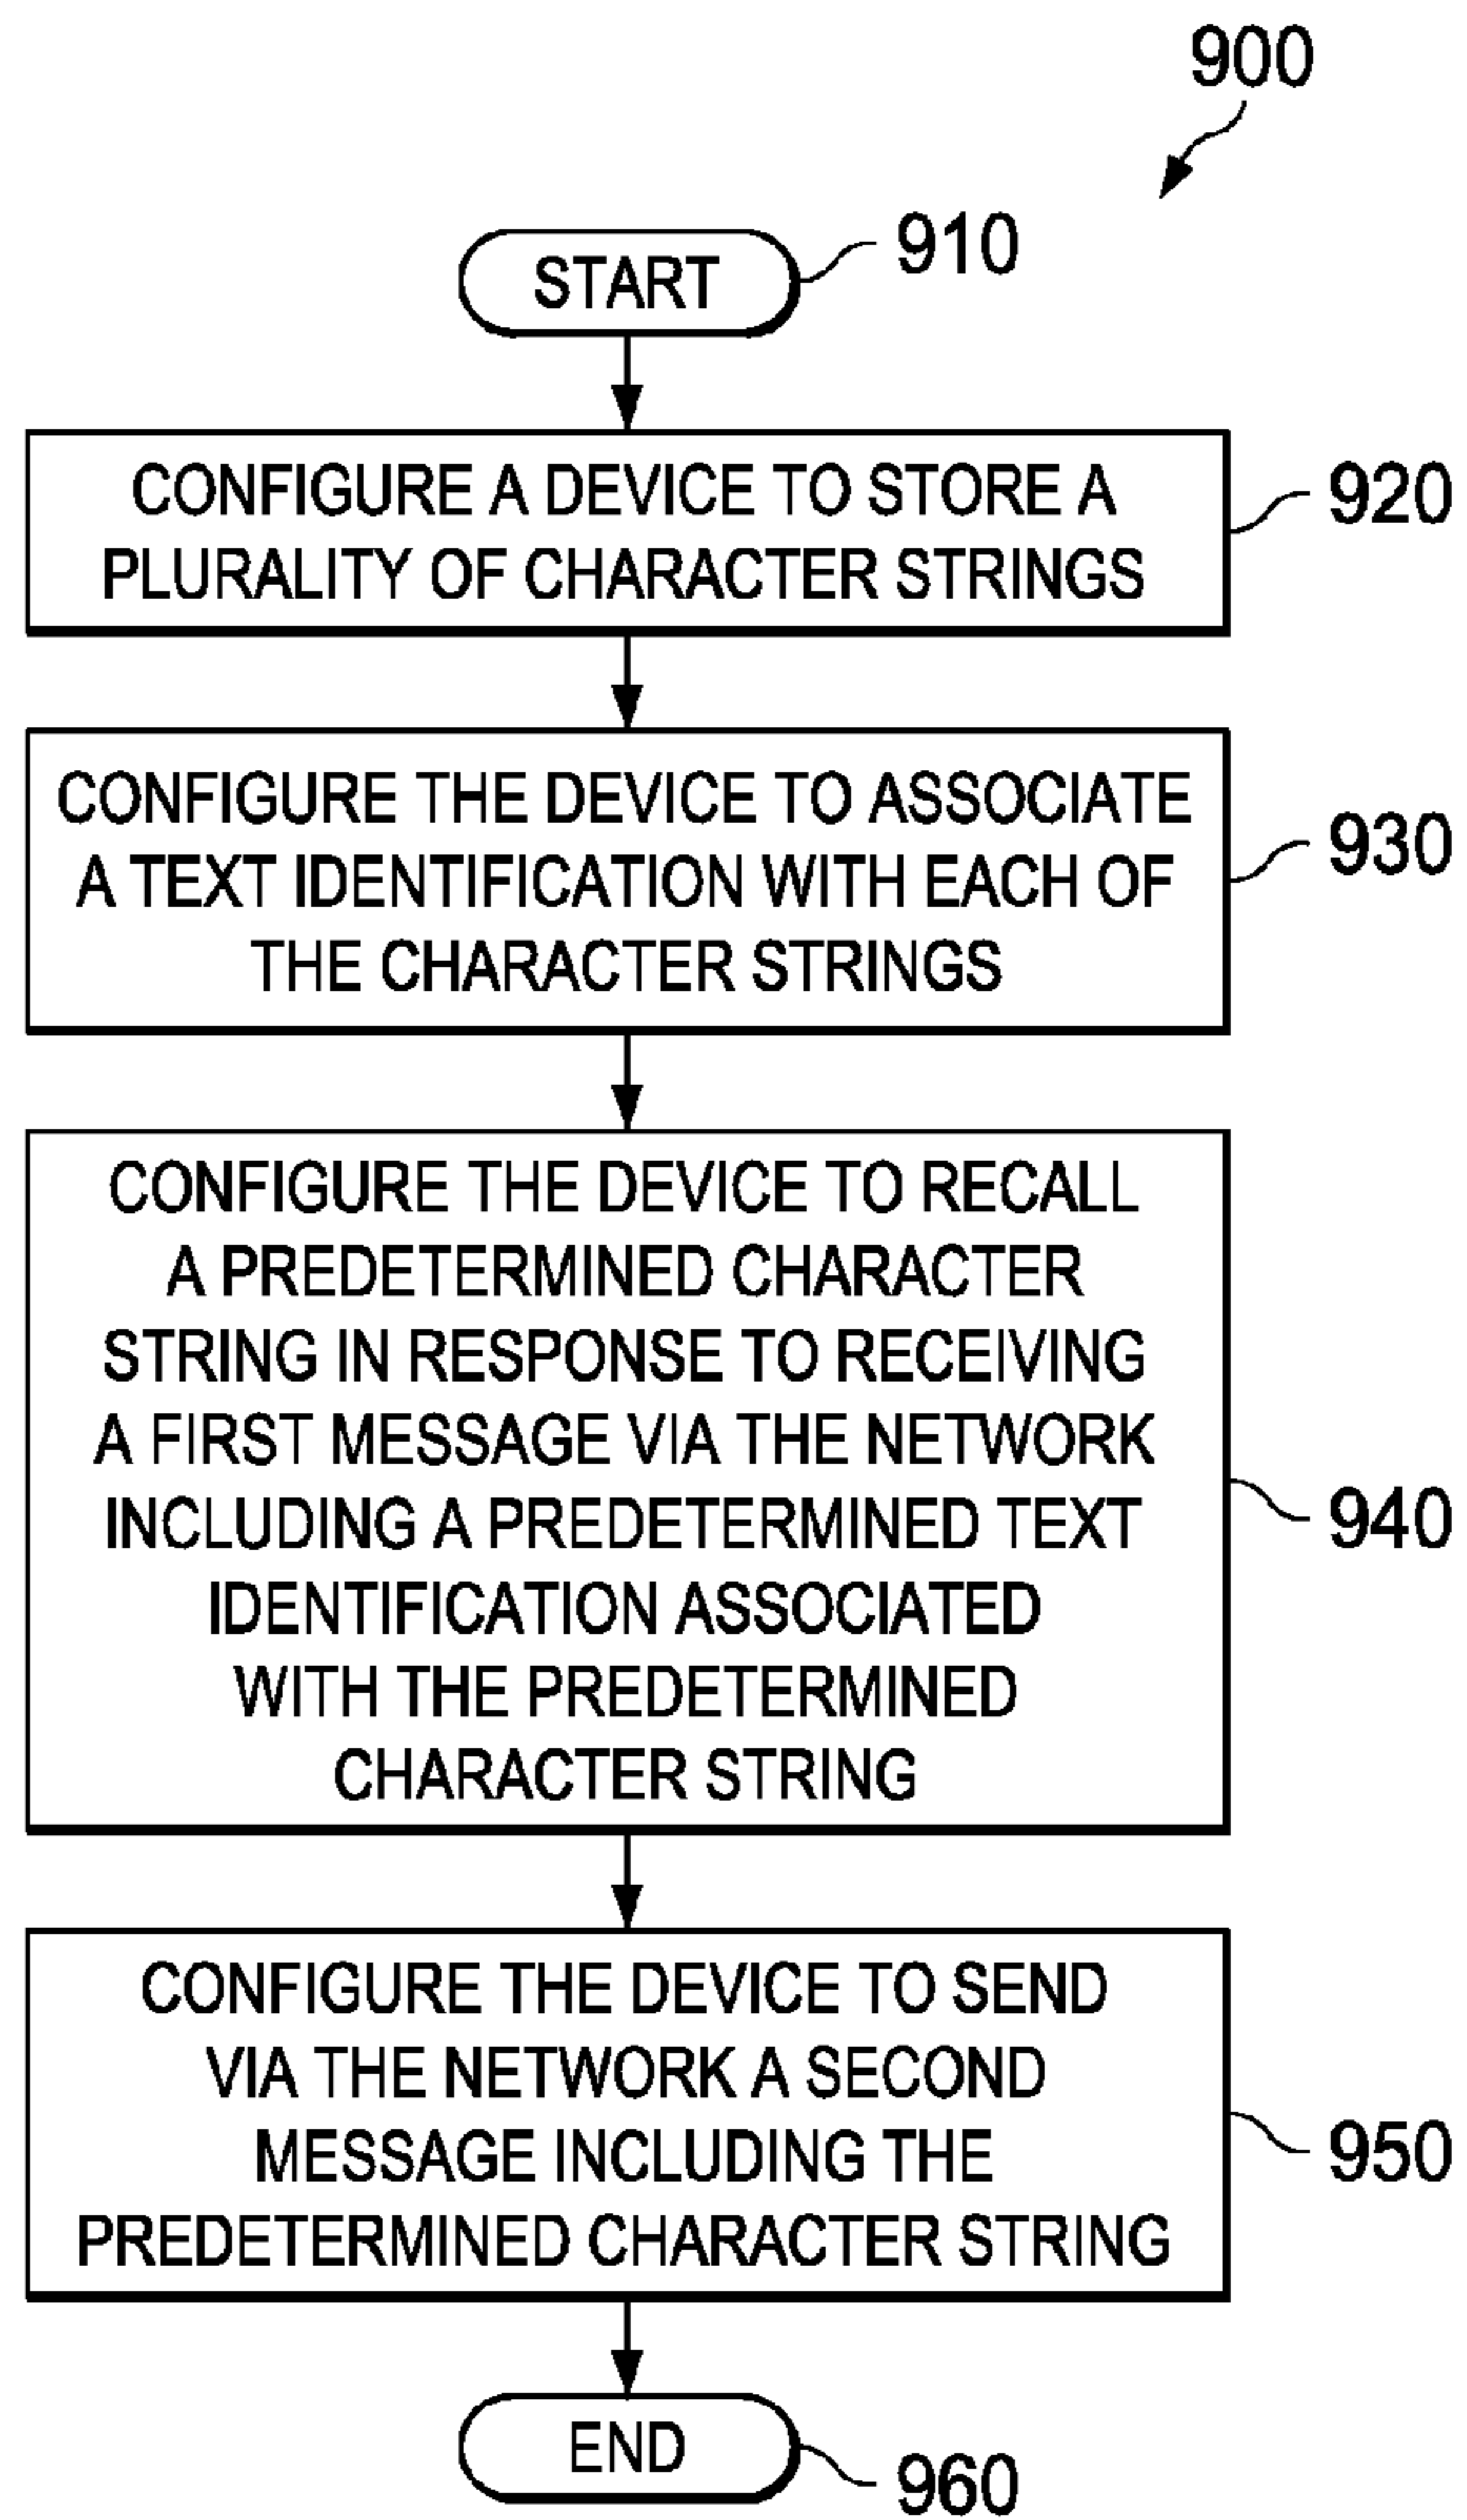 900
START
910
CONFIGURE A DEVICE TO STORE A
PLURALITY OF CHARACTER STRINGS
920
CONFIGURE THE DEVICE TO ASSOCIATE
A TEXT IDENTIFICATION WITH EACH OF
THE CHARACTER STRINGS
930
CONFIGURE THE DEVICE TO RECALL
A PREDETERMINED CHARACTER
STRING IN RESPONSE TO RECEIVING
A FIRST MESSAGE VIA THE NETWORK
INCLUDING A PREDETERMINED TEXT
IDENTIFICATION ASSOCIATED
WITH THE PREDETERMINED
CHARACTER STRING
940
CONFIGURE THE DEVICE TO SEND
VIA THE NETWORK A SECOND
MESSAGE INCLUDING THE
PREDETERMINED CHARACTER STRING
950
END
960